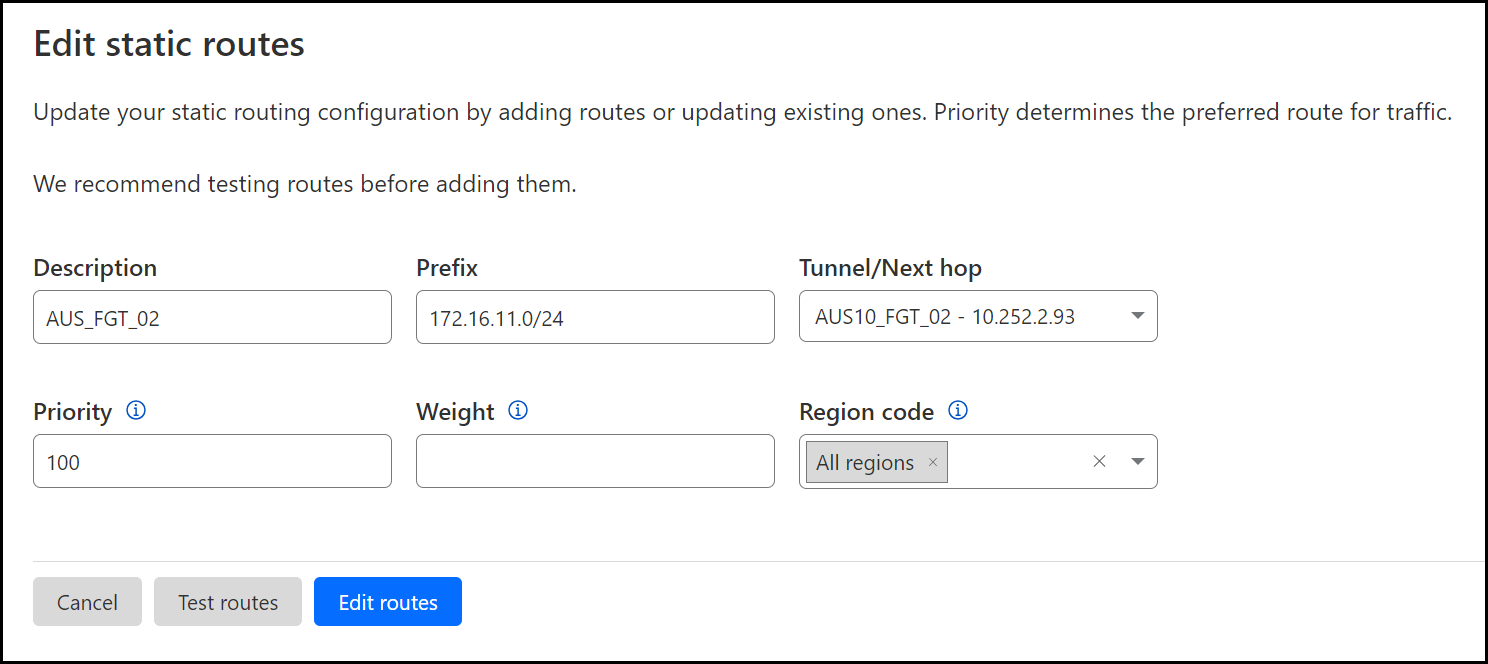 Edit static routes
Update your static routing configuration by adding routes or updating existing ones. Priority determines the preferred route for traffic.
We recommend testing routes before adding them.
Description Prefix Tunnel/Next hop
AUS_FGT_02 172.16.11.0/24 AUS10_FGT_02 - 10.252.2.93
Priority Weight Region code
100 All regions
Cancel Test routes Edit routes